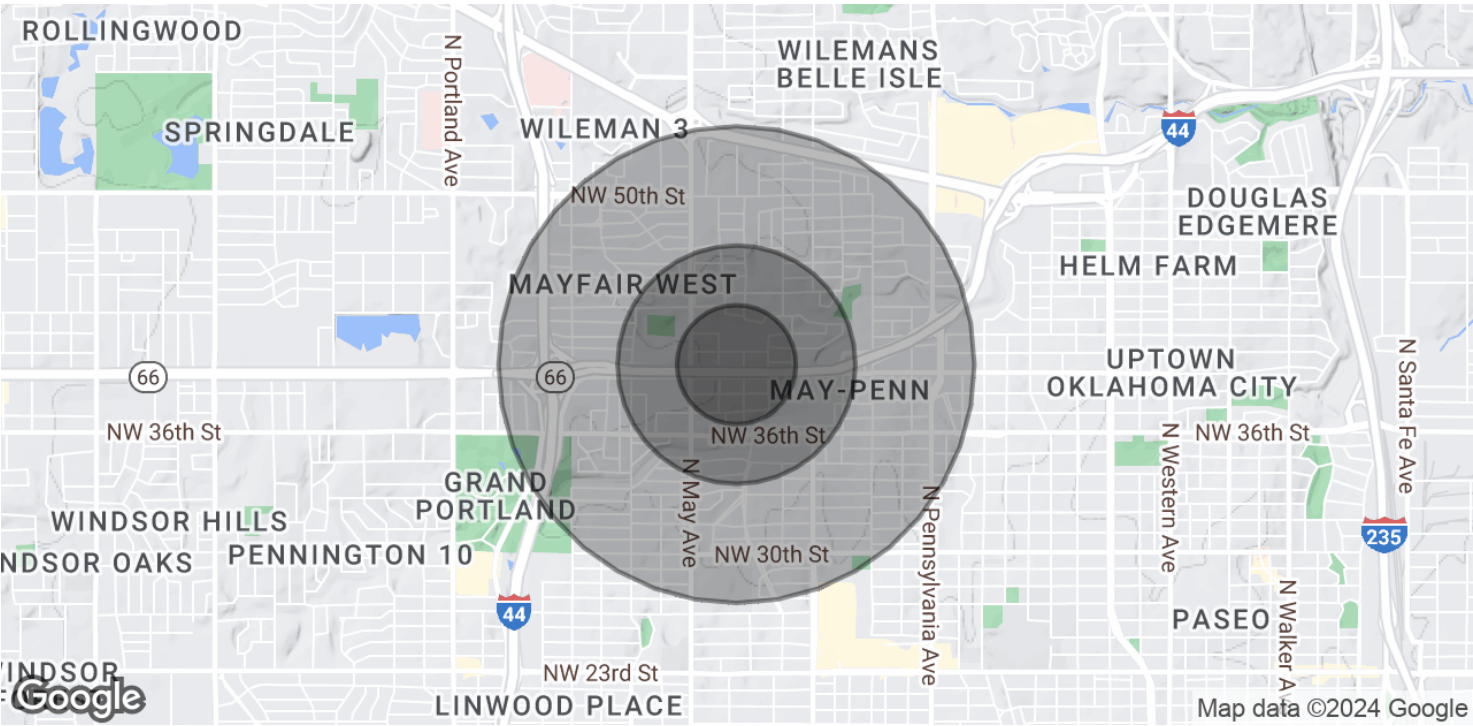 ROLLINGWOOD
N Portland Ave
WILEMANS
BELLE ISLE
SPRINGDALE
WILEMAN 3
44
NW 50th St
DOUGLAS
EDGEMERE
HELM FARM
MAYFAIR WEST
66
66
MAY-PENN
UPTOWN
OKLAHOMA CITY
N Santa Fe Ave
NW 36th St
NW 36th St
NW 36th St
N Western Ave
GRAND
PORTLAND
N May Ave
N Pennsylvania Ave
WINDSOR HILLS
NDSOR OAKS
PENNINGTON 10
NW 30th St
235
44
PASEO
N Walker Av
NW 23rd St
LINWOOD PLACE
WINDSOR
Google
Map data ©2024 Google